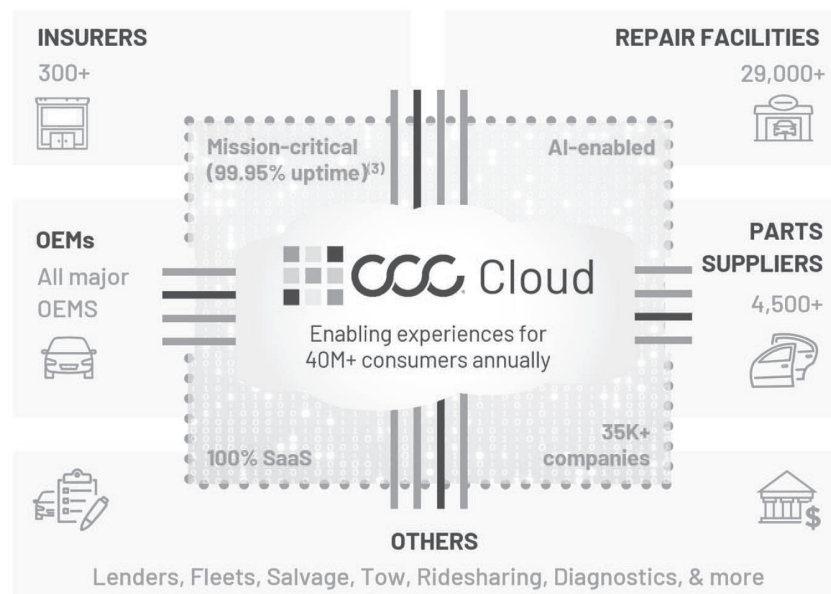 INSURERS
300+
REPAIR FACILITIES
29,000+
Mission-critical
(99.95% uptime)(3)
AI-enabled
OEMs
All major
OEMS
PARTS
SUPPLIERS
4,500+
CCC Cloud
Enabling experiences for
40M+ consumers annually
100% SaaS
35K+
companies
$
OTHERS
Lenders, Fleets, Salvage, Tow, Ridesharing, Diagnostics, & more